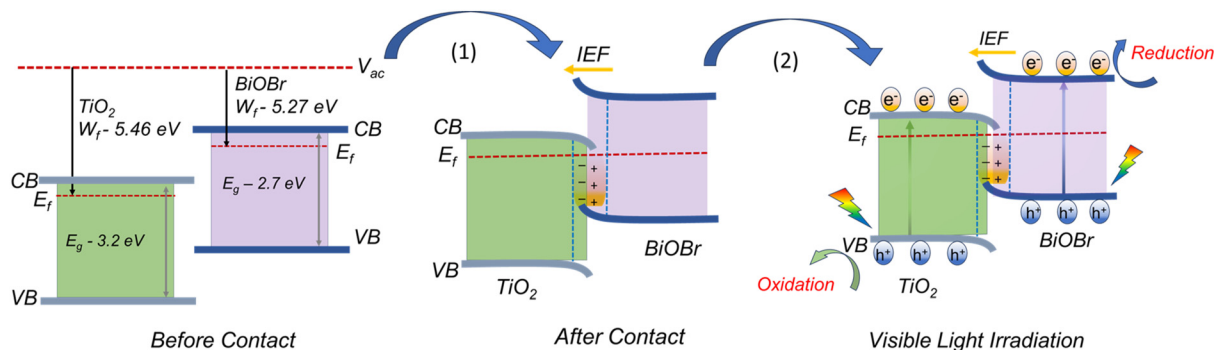 V_ac
TiO₂
W_f - 5.46 eV
BiOBr
W_f - 5.27 eV
CB
E_f
E_g – 2.7 eV
VB
CB
E_f
E_g – 3.2 eV
VB
Before Contact
(1)
IEF
CB
E_f
− +
− +
− +
VB
TiO₂
BiOBr
After Contact
(2)
IEF
e⁻ e⁻ e⁻
Reduction
e⁻ e⁻ e⁻
CB
E_f
− +
− +
− +
h⁺ h⁺ h⁺
BiOBr
VB
h⁺ h⁺ h⁺
Oxidation
TiO₂
Visible Light Irradiation